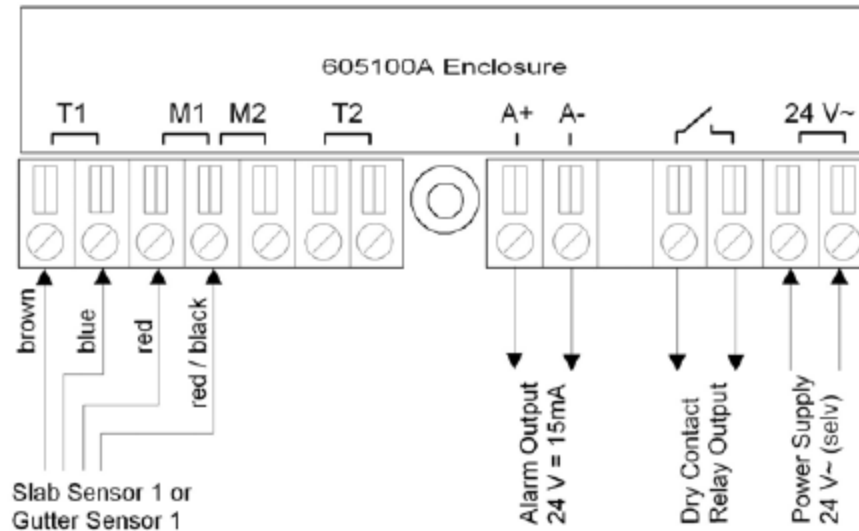 605100A Enclosure
T1 M1 M2 T2 A+ A- 24 V~
brown
blue
red
red / black
Slab Sensor 1 or
Gutter Sensor 1
Alarm Output
24 V = 15mA
Dry Contact
Relay Output
Power Supply
24 V~ (selv)